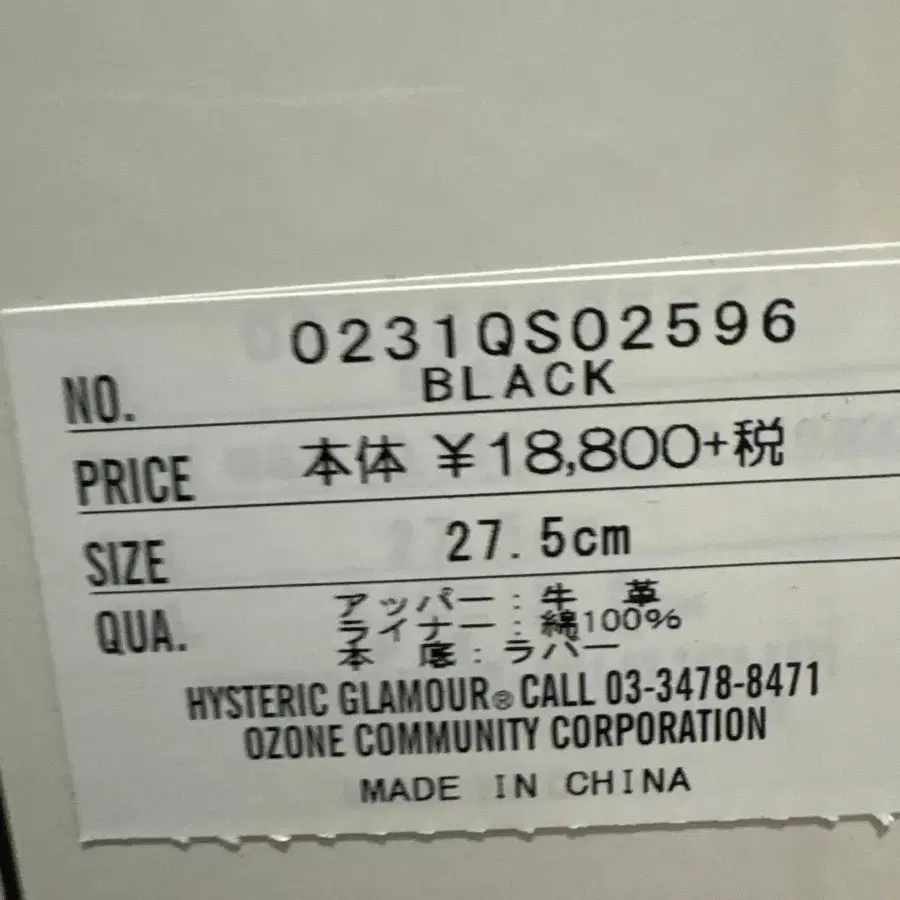 NO. 0231QS02596
BLACK
PRICE 本体 ¥18,800+税
SIZE 27.5cm
QUA. アッパー:牛 革
ライナー:綿100%
本 底:ラバー
HYSTERIC GLAMOUR® CALL 03-3478-8471
OZONE COMMUNITY CORPORATION
MADE IN CHINA